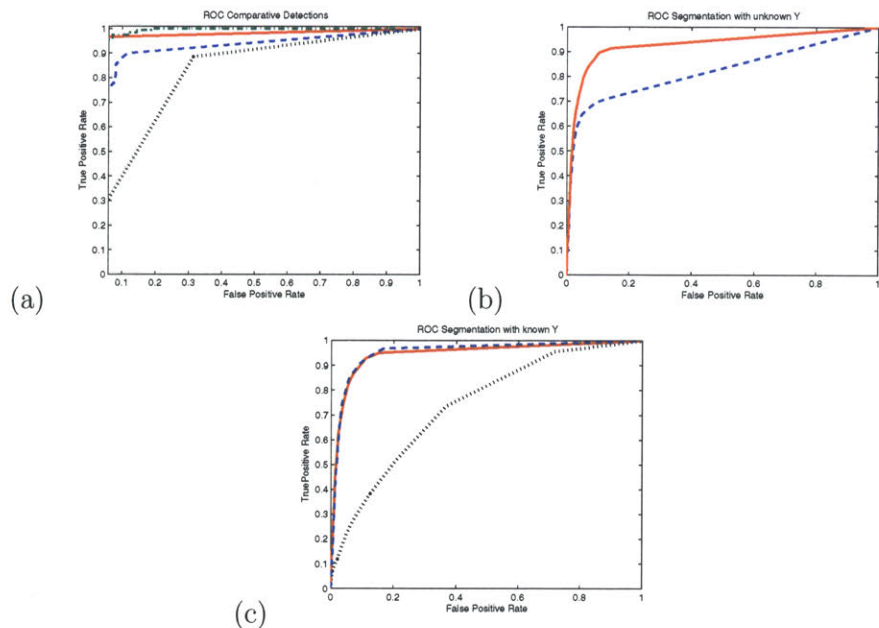 ROC Comparative Detections
True Positive Rate
1
0.9
0.8
0.7
0.6
0.5
0.4
0.3
0.2
0.1
0
0.1 0.2 0.3 0.4 0.5 0.6 0.7 0.8 0.9 1
False Positive Rate
(a)
ROC Segmentation with unknown Y
True Positive Rate
1
0.9
0.8
0.7
0.6
0.5
0.4
0.3
0.2
0.1
0
0 0.2 0.4 0.6 0.8 1
False Positive Rate
(b)
ROC Segmentation with known Y
TruePositive Rate
1
0.9
0.8
0.7
0.6
0.5
0.4
0.3
0.2
0.1
0
0 0.2 0.4 0.6 0.8 1
False Positive Rate
(c)